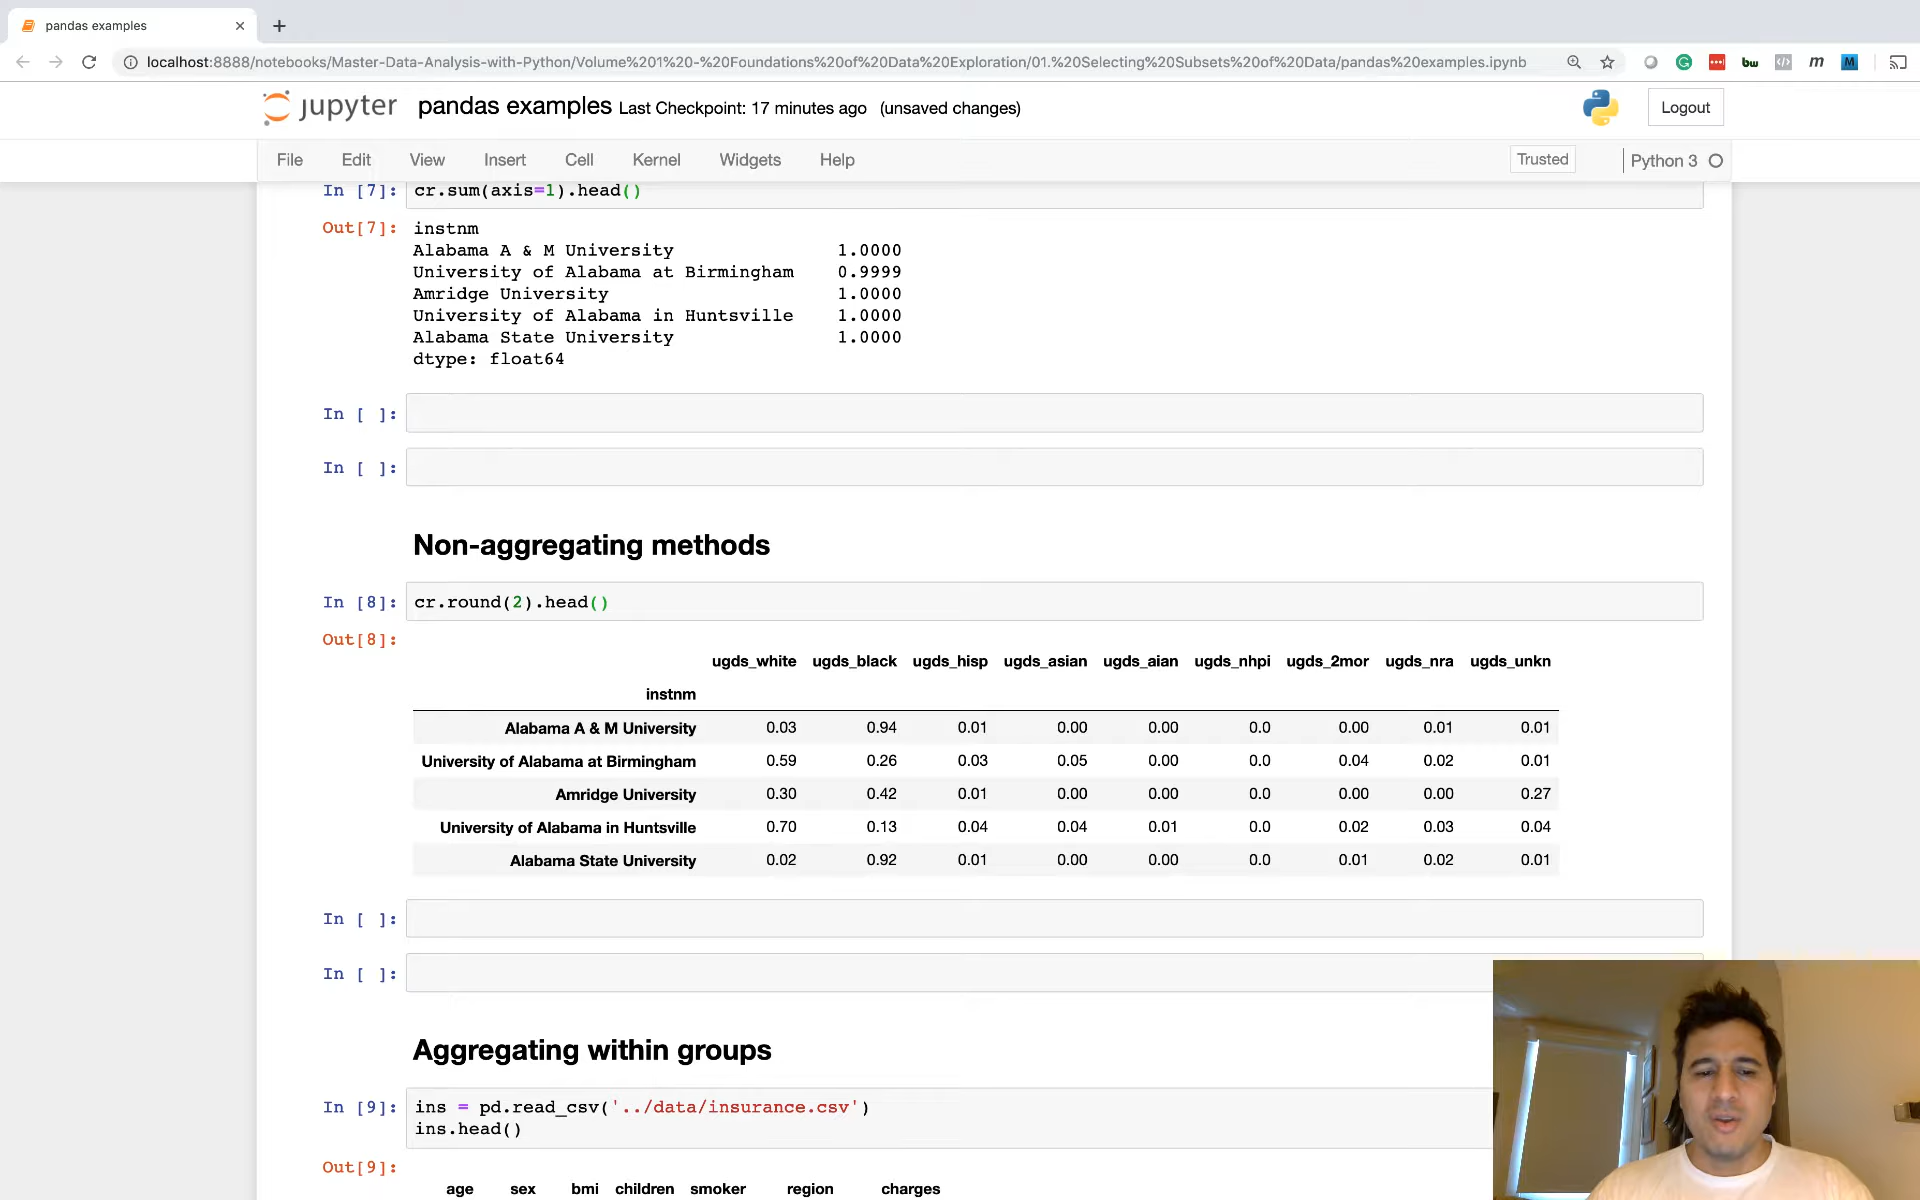 pandas examples
localhost:8888/notebooks/Master-Data-Analysis-with-Python/Volume%201%20-%20Foundations%20of%20Data%20Exploration/01.%20Selecting%20Subsets%20of%20Data/pandas%20examples.ipynb
jupyter pandas examples Last Checkpoint: 17 minutes ago (unsaved changes) Logout
File Edit View Insert Cell Kernel Widgets Help Trusted Python 3
In [7]: cr.sum(axis=1).head()
Out[7]: instnm
Alabama A & M University 1.0000
University of Alabama at Birmingham 0.9999
Amridge University 1.0000
University of Alabama in Huntsville 1.0000
Alabama State University 1.0000
dtype: float64
In [ ]:
In [ ]:
Non-aggregating methods
In [8]: cr.round(2).head()
Out[8]:
ugds_white ugds_black ugds_hisp ugds_asian ugds_aian ugds_nhpi ugds_2mor ugds_nra ugds_unkn
instnm
Alabama A & M University 0.03 0.94 0.01 0.00 0.00 0.0 0.00 0.01 0.01
University of Alabama at Birmingham 0.59 0.26 0.03 0.05 0.00 0.0 0.04 0.02 0.01
Amridge University 0.30 0.42 0.01 0.00 0.00 0.0 0.00 0.00 0.27
University of Alabama in Huntsville 0.70 0.13 0.04 0.04 0.01 0.0 0.02 0.03 0.04
Alabama State University 0.02 0.92 0.01 0.00 0.00 0.0 0.01 0.02 0.01
In [ ]:
In [ ]:
Aggregating within groups
In [9]: ins = pd.read_csv('../data/insurance.csv')
ins.head()
Out[9]:
age sex bmi children smoker region charges